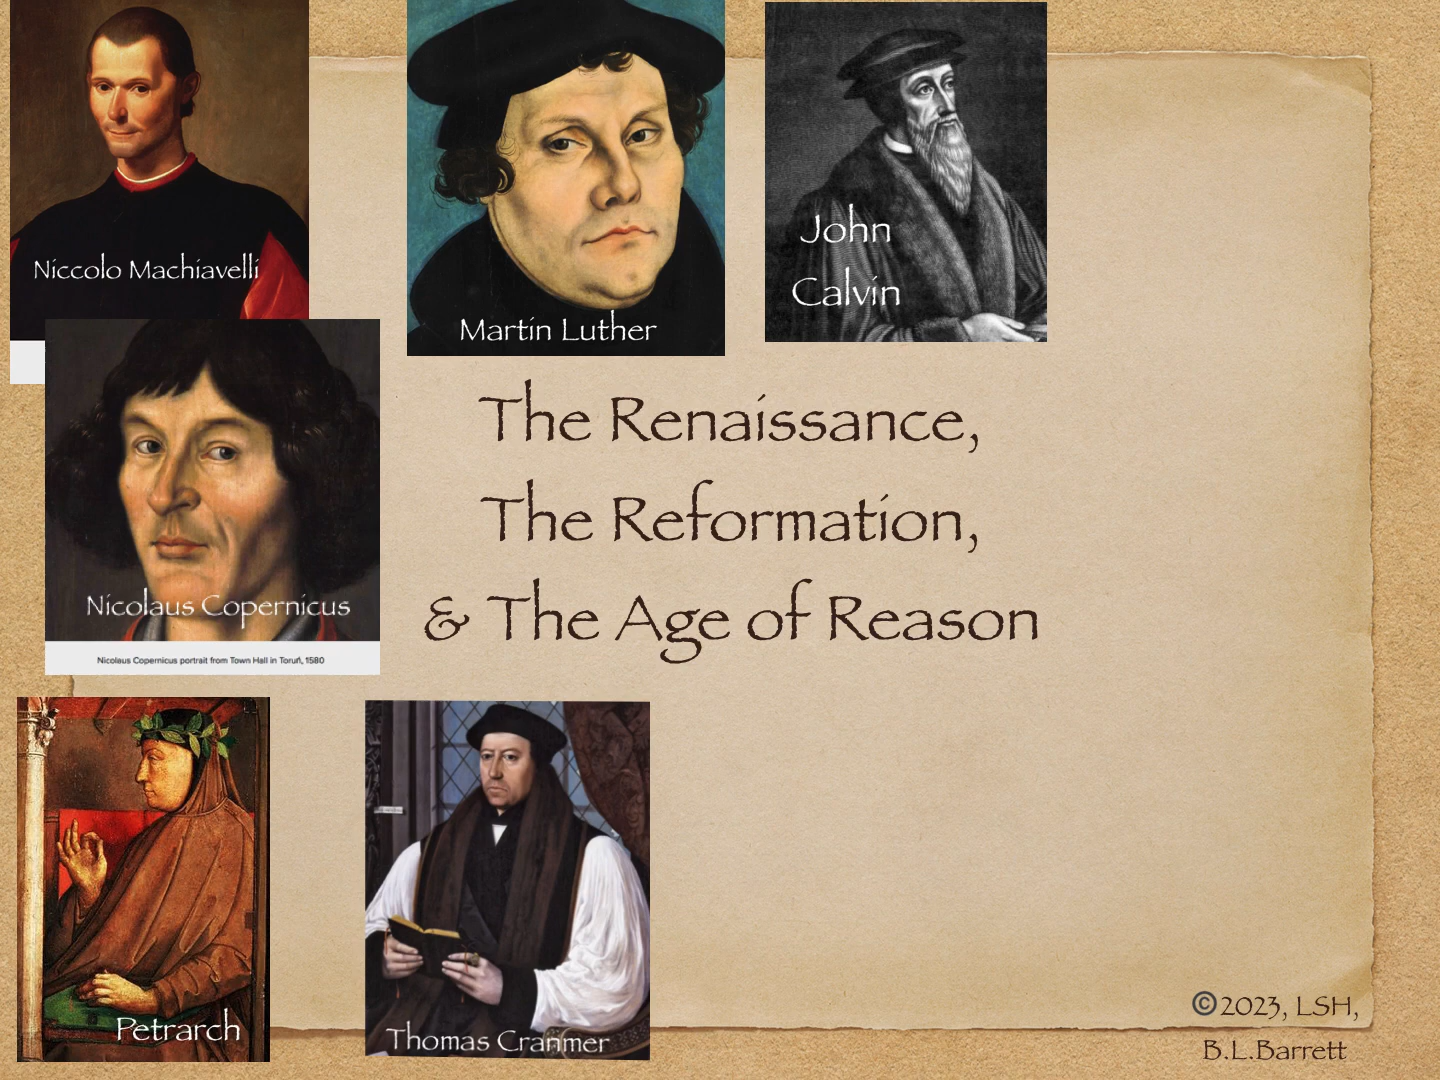 Niccolo Machiavelli
Martin Luther
John
Calvin
Nicolaus Copernicus
Nicolaus Copernicus portrait from Town Hall in Toruń, 1580
The Renaissance,
The Reformation,
& The Age of Reason
Petrarch
Thomas Cranmer
©2023, LSH,
B.L.Barrett